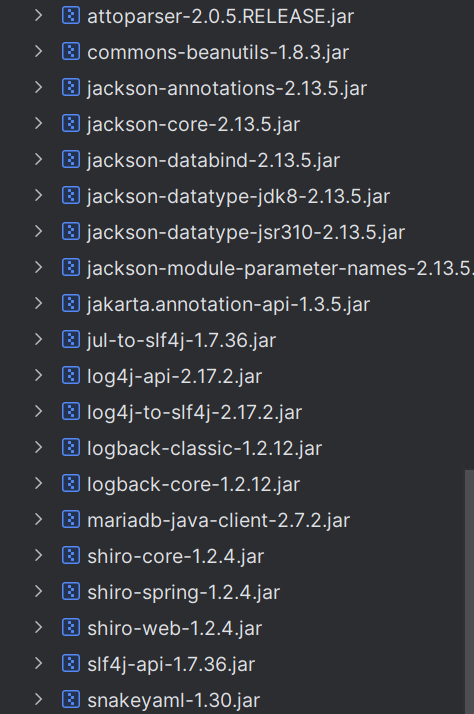 attoparser-2.0.5.RELEASE.jar
commons-beanutils-1.8.3.jar
jackson-annotations-2.13.5.jar
jackson-core-2.13.5.jar
jackson-databind-2.13.5.jar
jackson-datatype-jdk8-2.13.5.jar
jackson-datatype-jsr310-2.13.5.jar
jackson-module-parameter-names-2.13.5.
jakarta.annotation-api-1.3.5.jar
jul-to-slf4j-1.7.36.jar
log4j-api-2.17.2.jar
log4j-to-slf4j-2.17.2.jar
logback-classic-1.2.12.jar
logback-core-1.2.12.jar
mariadb-java-client-2.7.2.jar
shiro-core-1.2.4.jar
shiro-spring-1.2.4.jar
shiro-web-1.2.4.jar
slf4j-api-1.7.36.jar
snakeyaml-1.30.jar